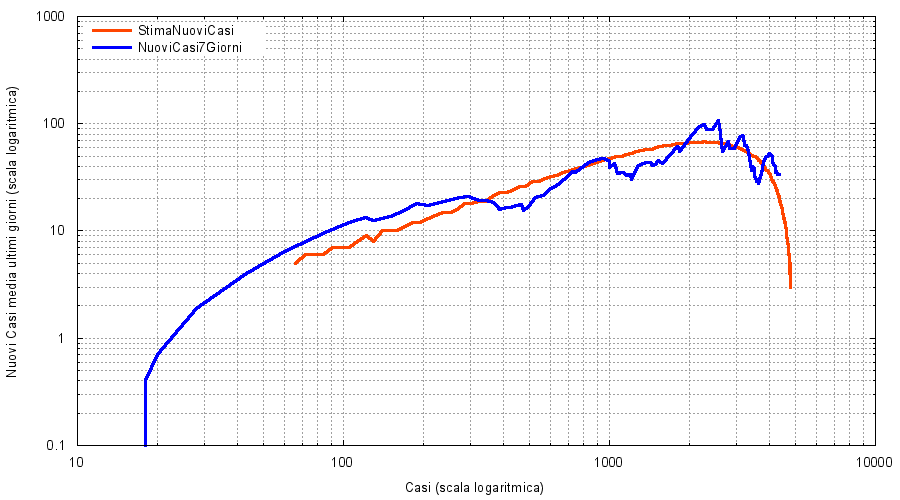 1000
StimaNuoviCasi
NuoviCasi7Giorni
100
10
1
0.1
Nuovi Casi media ultimi giorni (scala logaritmica)
10
100
1000
10000
Casi (scala logaritmica)